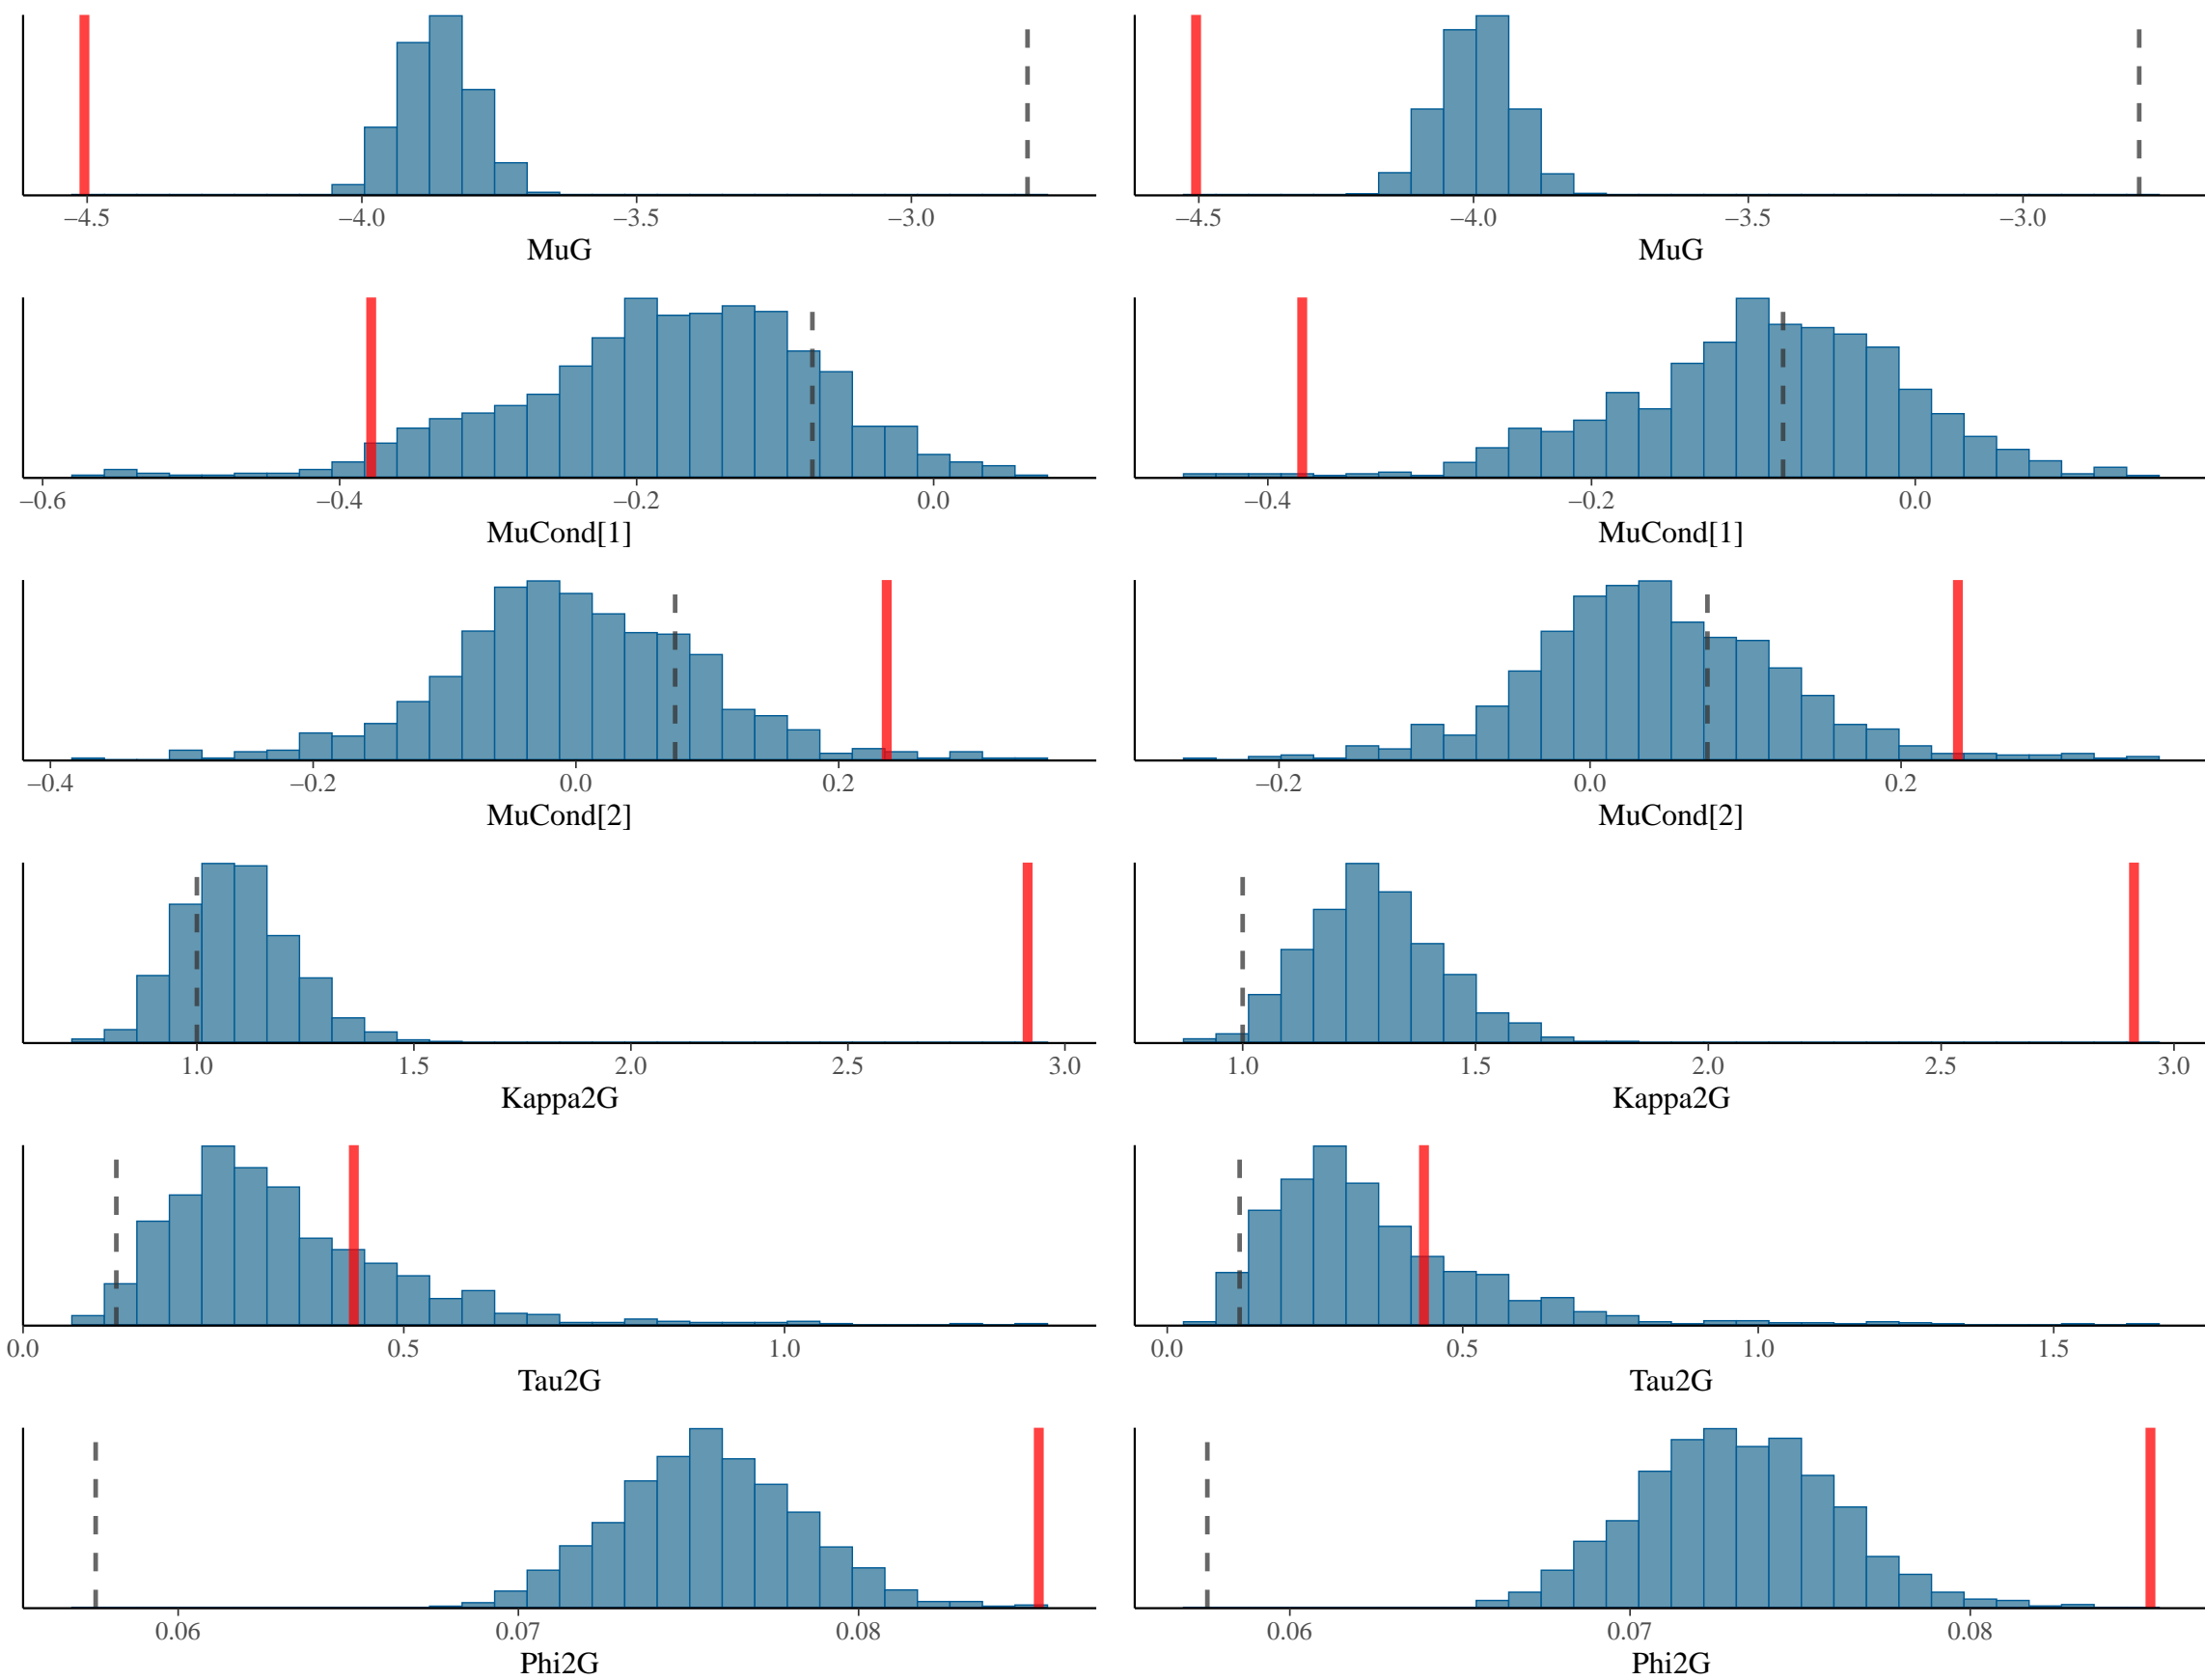 −4.5 −4.0 −3.5 −3.0 −4.5 −4.0 −3.5 −3.0
MuG MuG
−0.6 −0.4 −0.2 0.0 −0.4 −0.2 0.0
MuCond[1] MuCond[1]
−0.4 −0.2 0.0 0.2 −0.2 0.0 0.2
MuCond[2] MuCond[2]
1.0 1.5 2.0 2.5 3.0 1.0 1.5 2.0 2.5 3.0
Kappa2G Kappa2G
0.0 0.5 1.0 0.0 0.5 1.0 1.5
Tau2G Tau2G
0.06 0.07 0.08 0.06 0.07 0.08
Phi2G Phi2G